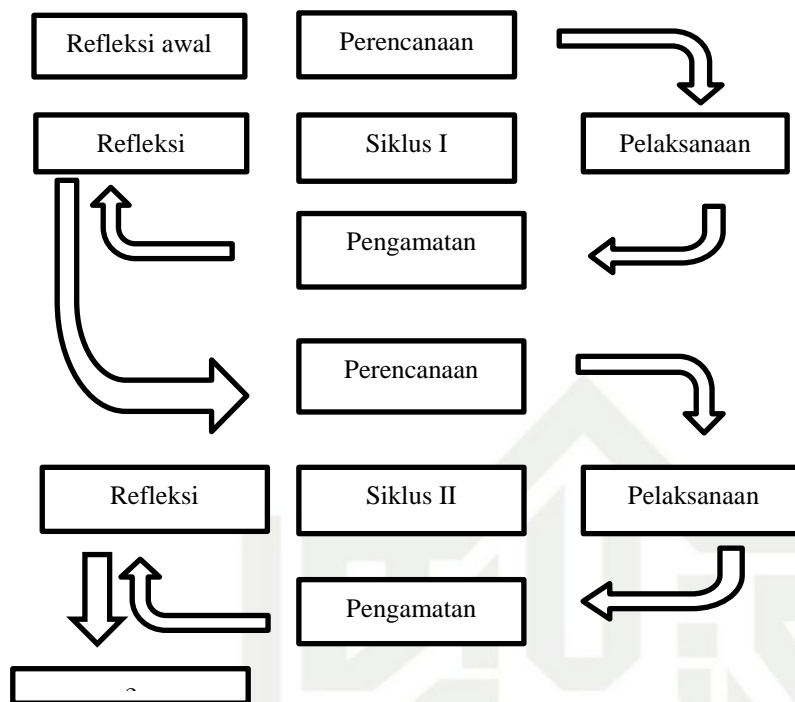 Refleksi awal
Perencanaan
Refleksi
Siklus I
Pelaksanaan
Pengamatan
Perencanaan
Refleksi
Siklus II
Pelaksanaan
Pengamatan